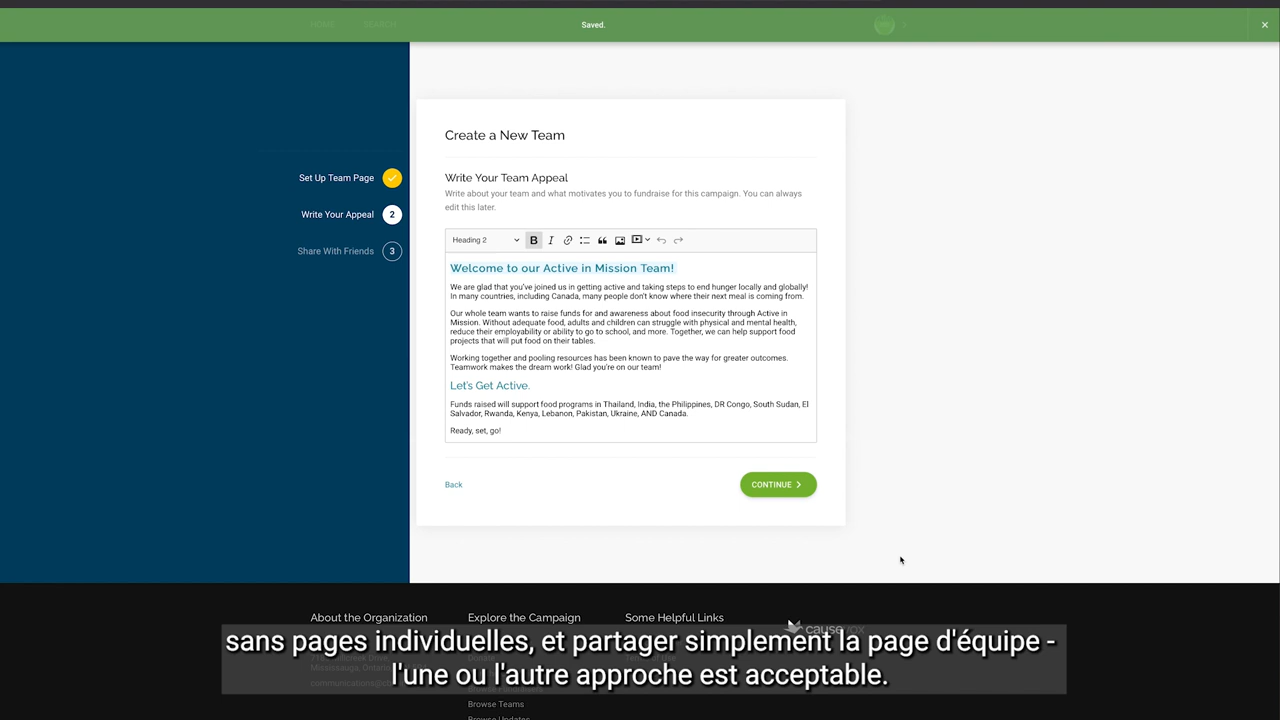 HOME SEARCH
Saved.
Create a New Team
Set Up Team Page
Write Your Appeal 2
Share With Friends 3
Write Your Team Appeal
Write about your team and what motivates you to fundraise for this campaign. You can always
edit this later.
Heading 2 B I
Welcome to our Active in Mission Team!
We are glad that you've joined us in getting active and taking steps to end hunger locally and globally!
In many countries, including Canada, many people don't know where their next meal is coming from.
Our whole team wants to raise funds for and awareness about food insecurity through Active in
Mission. Without adequate food, adults and children can struggle with physical and mental health,
reduce their employability or ability to go to school, and more. Together, we can help support food
projects that will put food on their tables.
Working together and pooling resources has been known to pave the way for greater outcomes.
Teamwork makes the dream work! Glad you're on our team!
Let's Get Active.
Funds raised will support food programs in Thailand, India, the Philippines, DR Congo, South Sudan, El
Salvador, Rwanda, Kenya, Lebanon, Pakistan, Ukraine, AND Canada.
Ready, set, go!
Back
CONTINUE
About the Organization
Explore the Campaign
Some Helpful Links
causevox
sans pages individuelles, et partager simplement la page d'équipe -
l'une ou l'autre approche est acceptable.
Browse Teams
Browse Updates